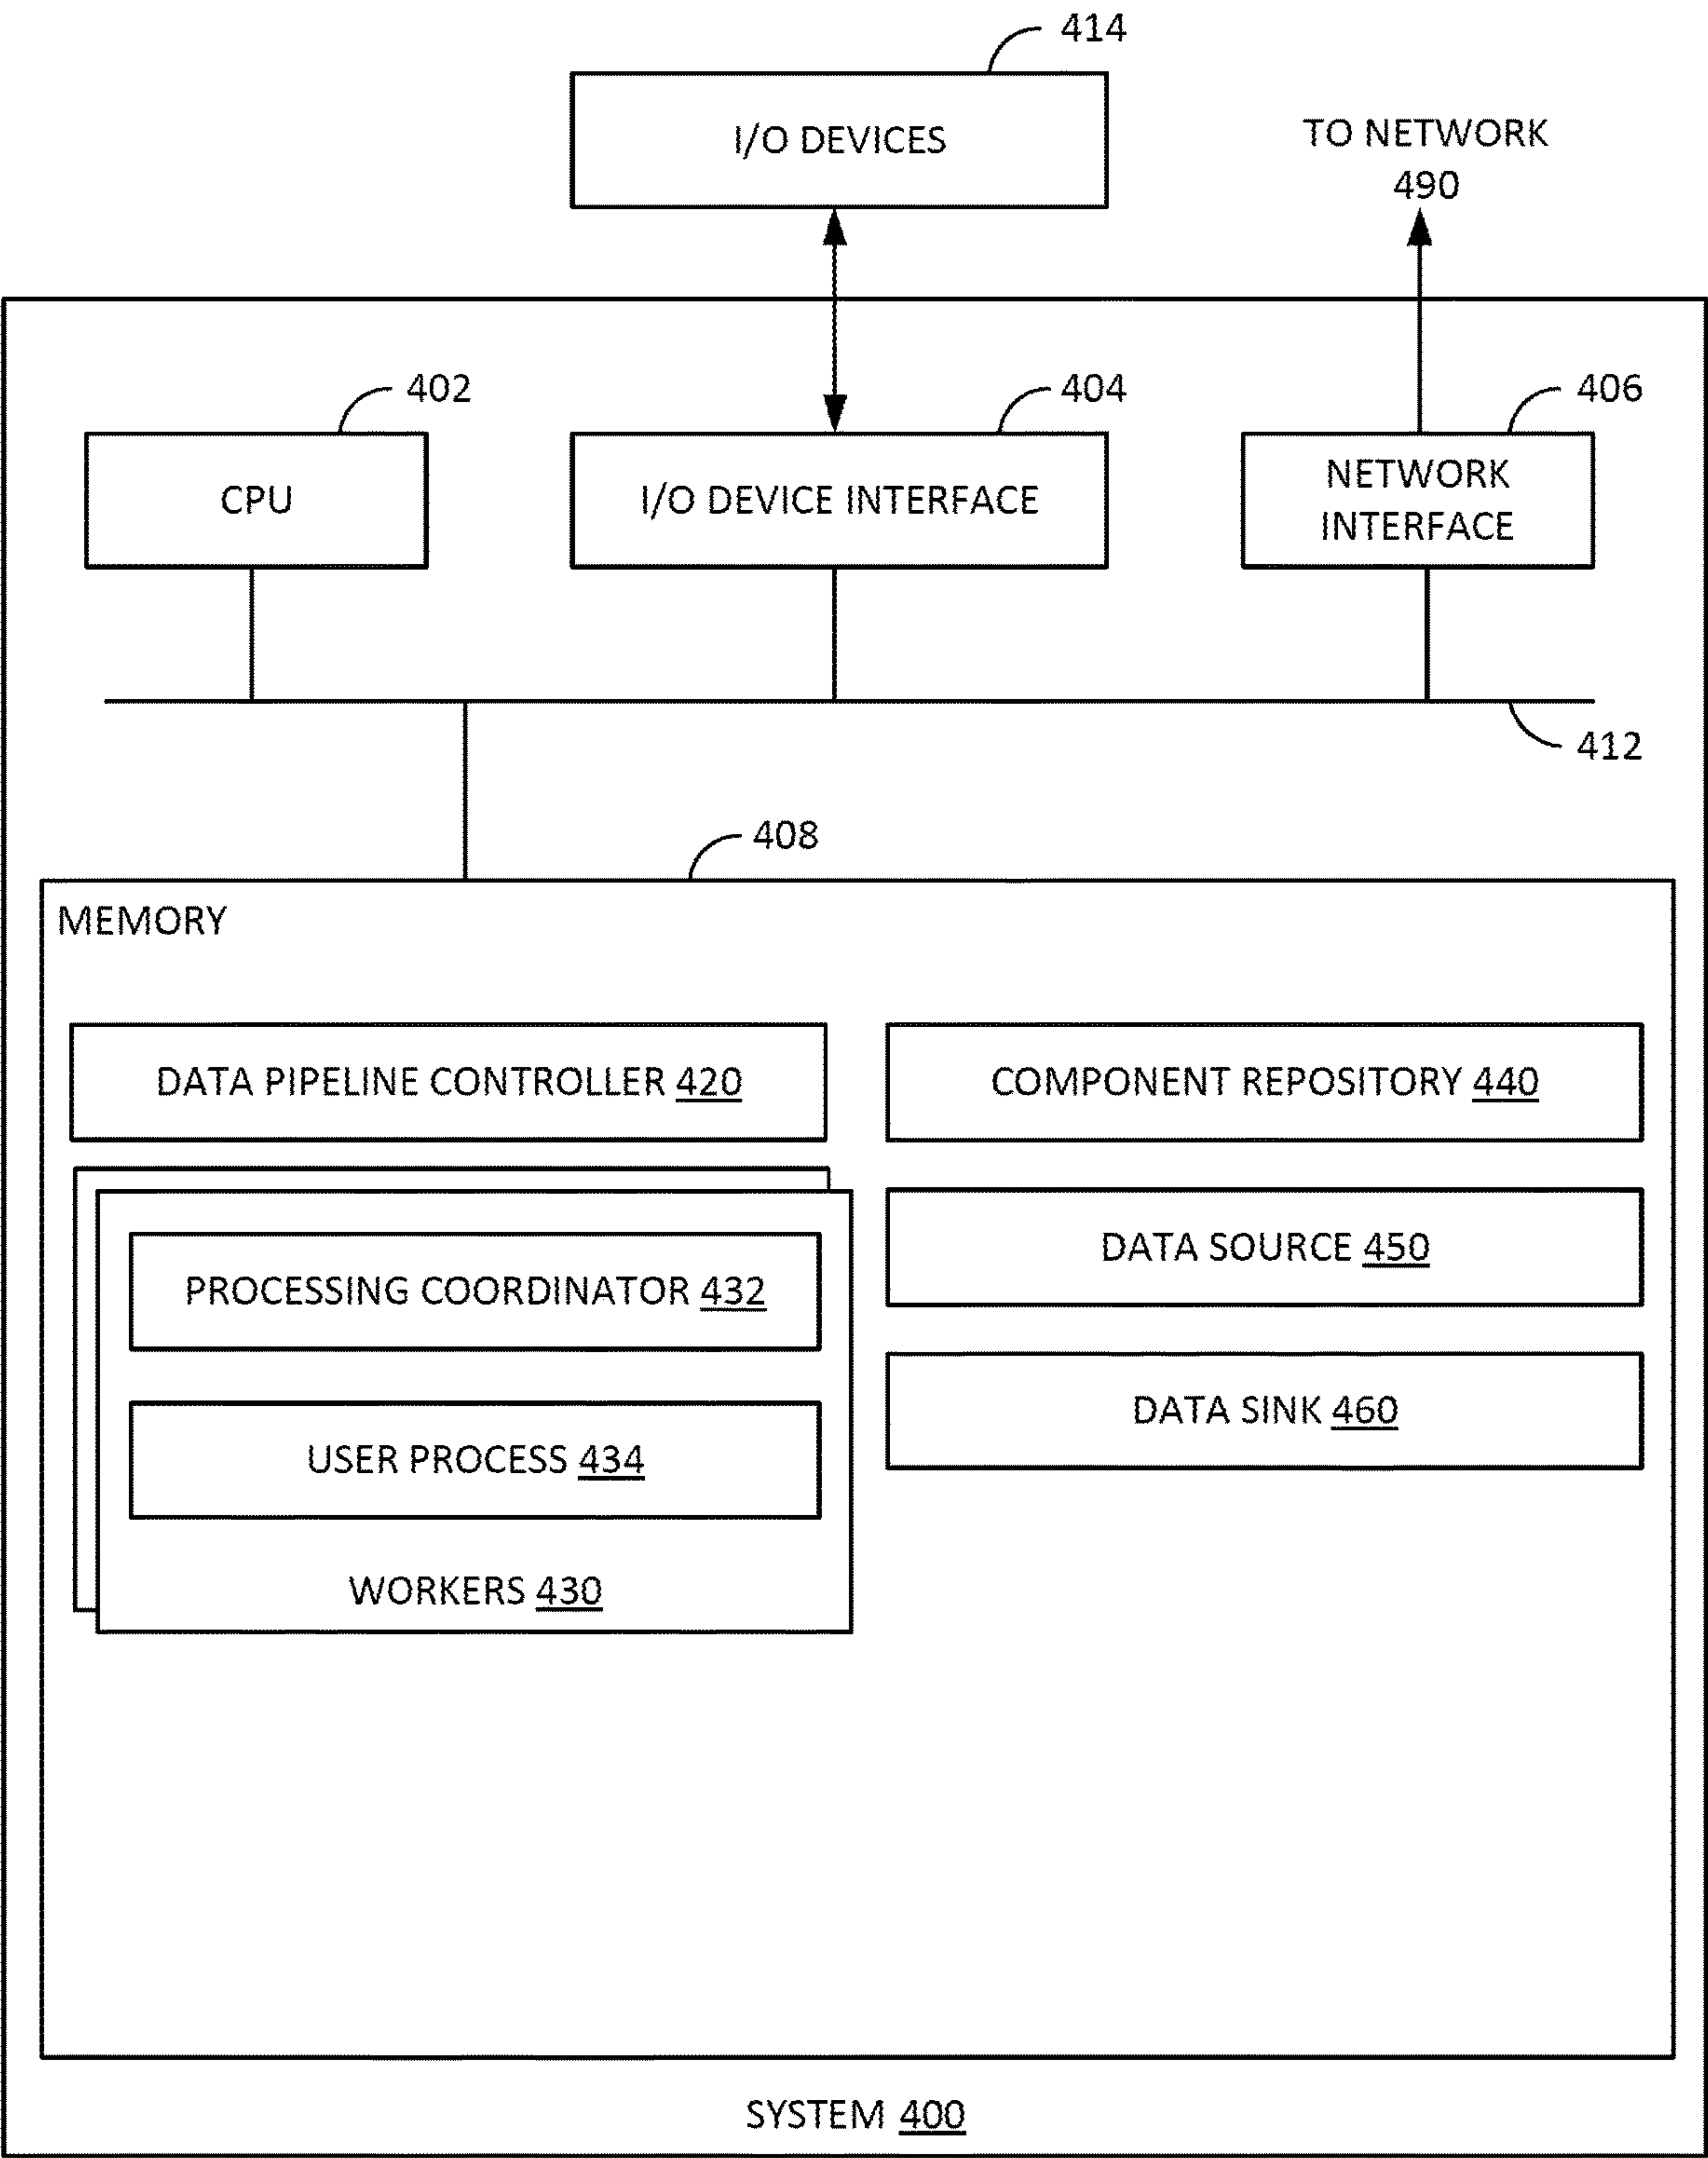 414
I/O DEVICES
TO NETWORK
490
402
404
406
CPU
I/O DEVICE INTERFACE
NETWORK
INTERFACE
412
408
MEMORY
DATA PIPELINE CONTROLLER 420
COMPONENT REPOSITORY 440
PROCESSING COORDINATOR 432
DATA SOURCE 450
USER PROCESS 434
DATA SINK 460
WORKERS 430
SYSTEM 400